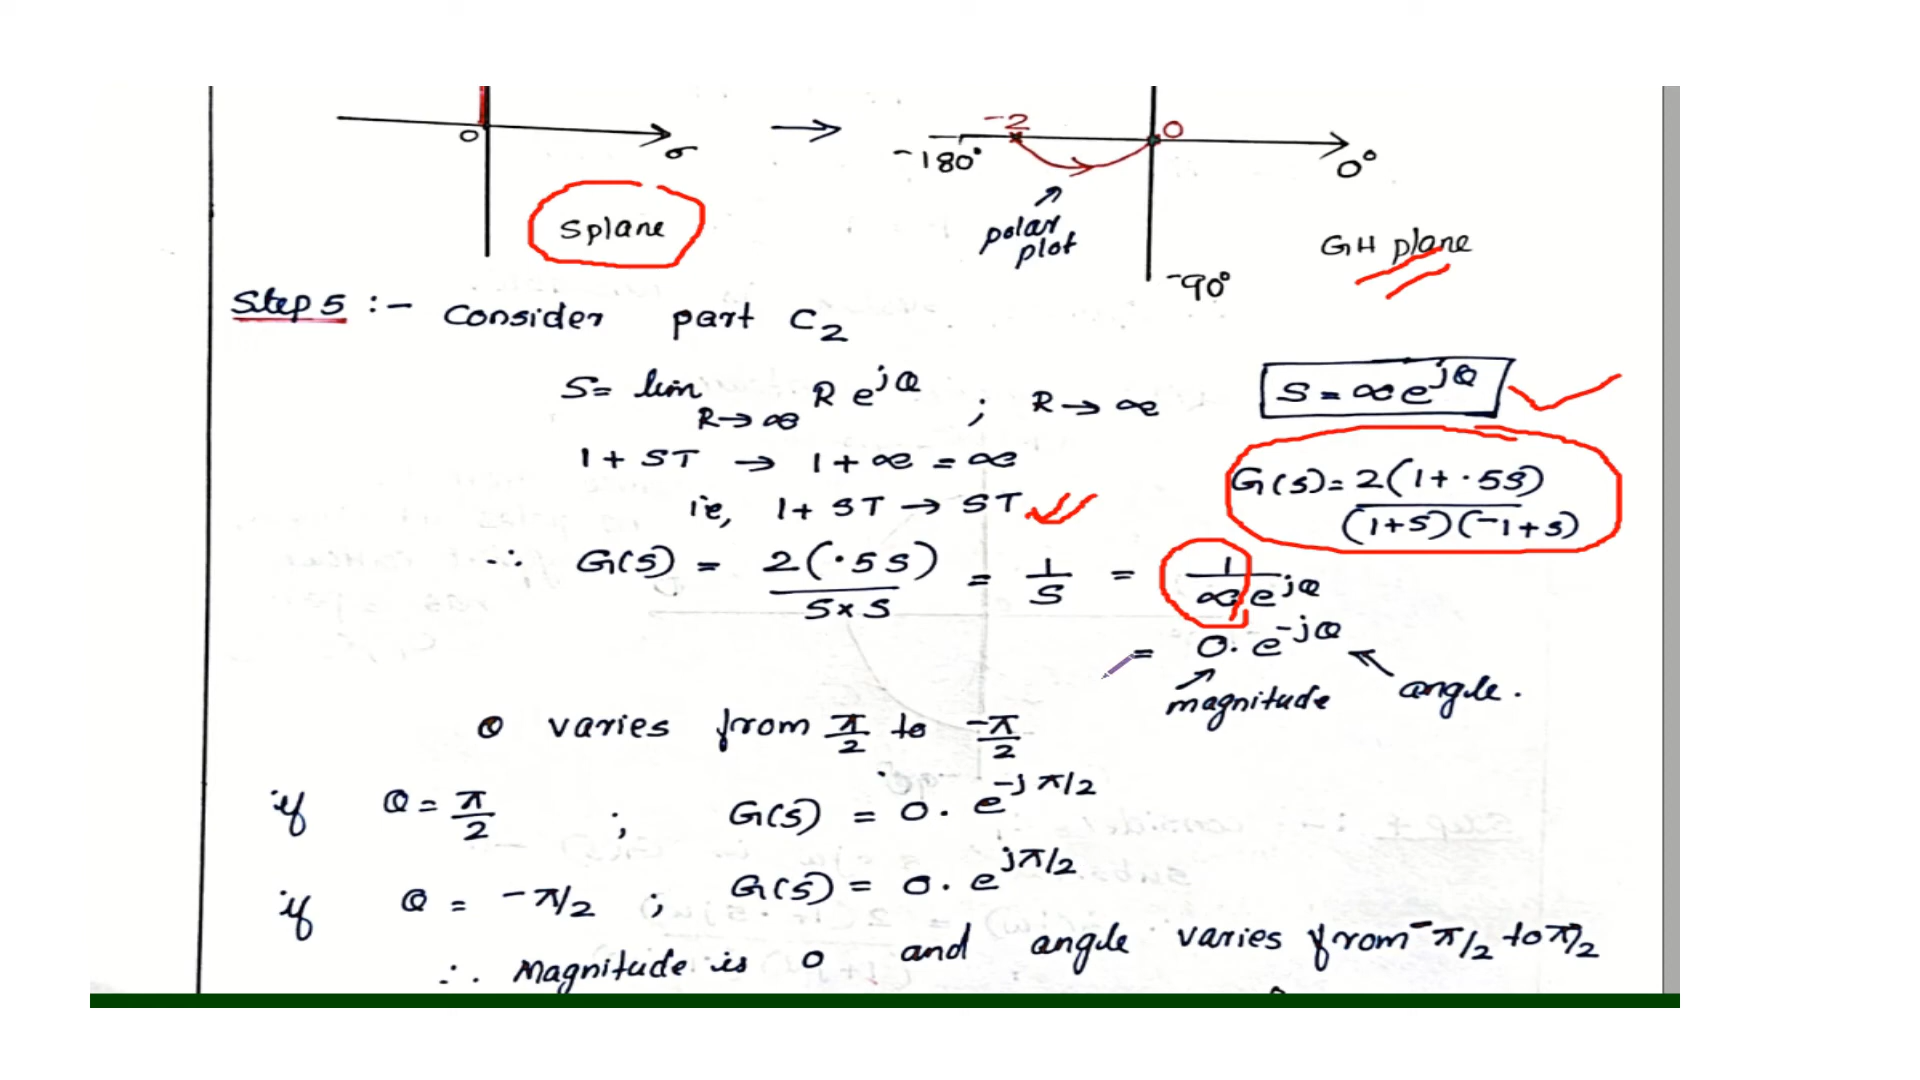 0 σ → -180° -2 0 0°
S plane polar plot GH plane
-90°
Step 5 :- Consider part C₂
S = lim R→∞ R e^{jθ} ; R → ∞ S = ∞ e^{jθ}
1 + ST → 1 + ∞ = ∞
ie, 1 + ST → ST
G(s) = 2(1+.5s) / (1+s)(-1+s)
∴ G(s) = 2(.5s) / s×s = 1/s = 1/∞ e^{jθ}
= 0. e^{-jθ}
magnitude angle.
θ varies from π/2 to -π/2
if θ = π/2 ; G(s) = 0. e^{-jπ/2}
if θ = -π/2 ; G(s) = 0. e^{jπ/2}
∴ Magnitude is 0 and angle varies from -π/2 to π/2